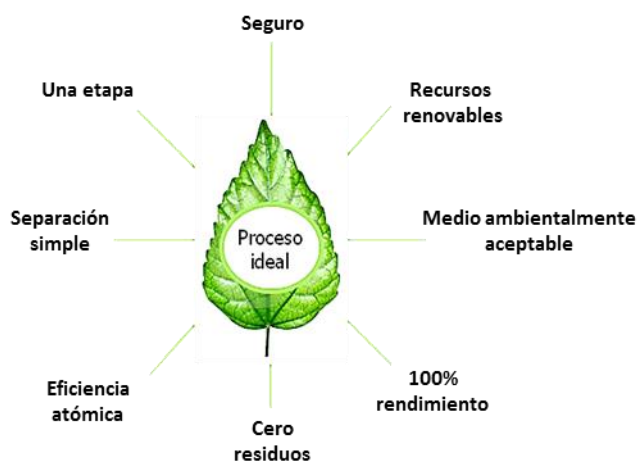 Seguro
Una etapa
Recursos
renovables
Separación
simple
Proceso
ideal
Medio ambientalmente
aceptable
Eficiencia
atómica
100%
rendimiento
Cero
residuos